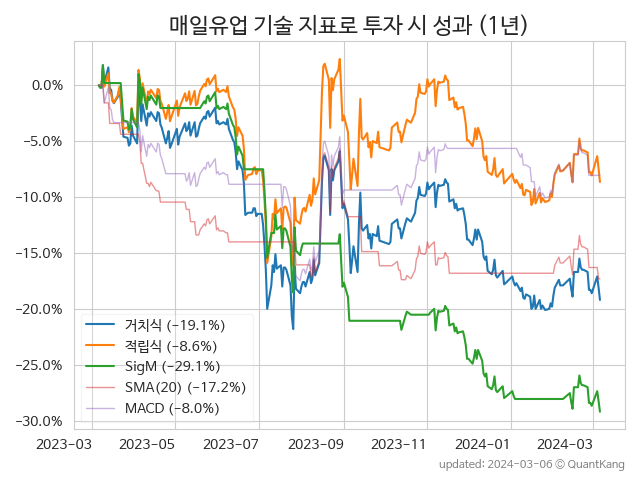 매일유업 기술 지표로 투자 시 성과 (1년)
0.0%
−5.0%
−10.0%
−15.0%
−20.0%
−25.0%
−30.0%
거치식 (−19.1%)
적립식 (−8.6%)
SigM (−29.1%)
SMA(20) (−17.2%)
MACD (−8.0%)
2023−03 2023−05 2023−07 2023−09 2023−11 2024−01 2024−03
updated: 2024-03-06 ⓒ QuantKang